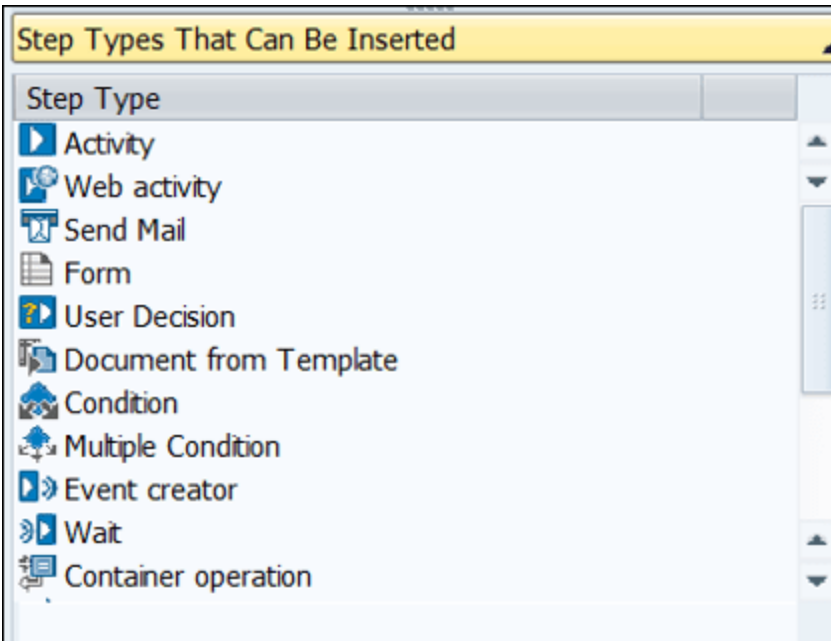 Step Types That Can Be Inserted
Step Type
Activity
Web activity
Send Mail
Form
User Decision
Document from Template
Condition
Multiple Condition
Event creator
Wait
Container operation